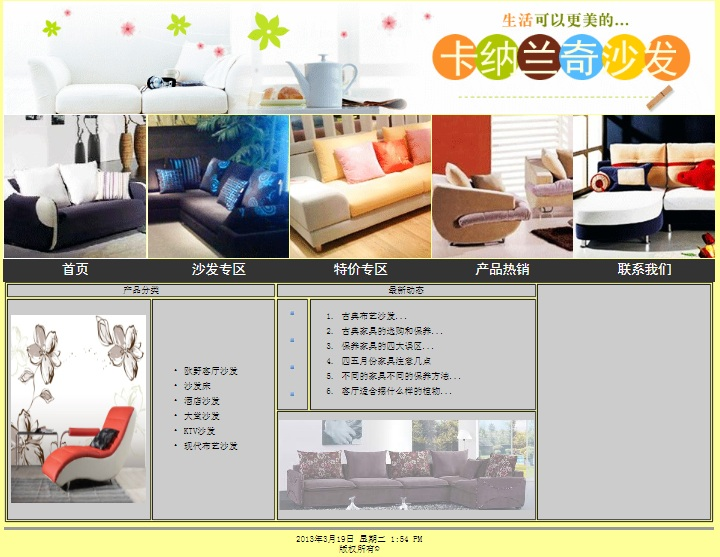 生活可以更美的...
卡纳兰奇沙发
首页 沙发专区 特价专区 产品热销 联系我们
产品分类
欧野客厅沙发
沙发床
酒店沙发
大堂沙发
KTV沙发
现代布艺沙发
最新动态
1. 古典布艺沙发...
2. 古典家具的选购和保养...
3. 保养家具的四大误区...
4. 四五月份家具注意几点
5. 不同的家具不同的保养方法...
6. 客厅适合摆什么样的植物...
2013年3月19日 星期二 1:54 PM
版权所有©